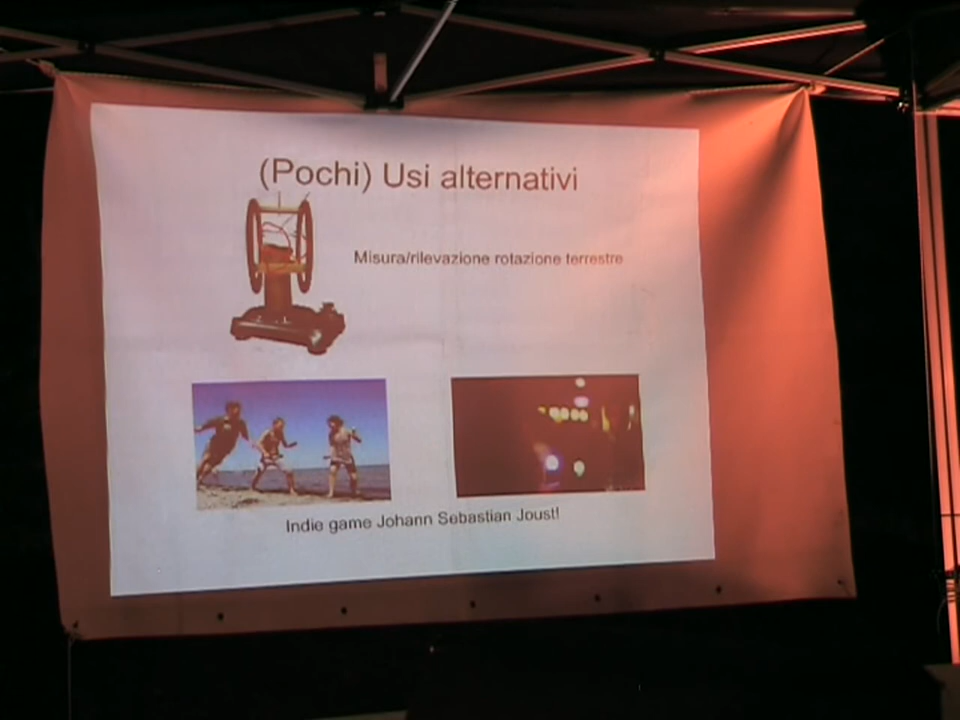 (Pochi) Usi alternativi
Misura/rilevazione rotazione terrestre
Indie game Johann Sebastian Joust!